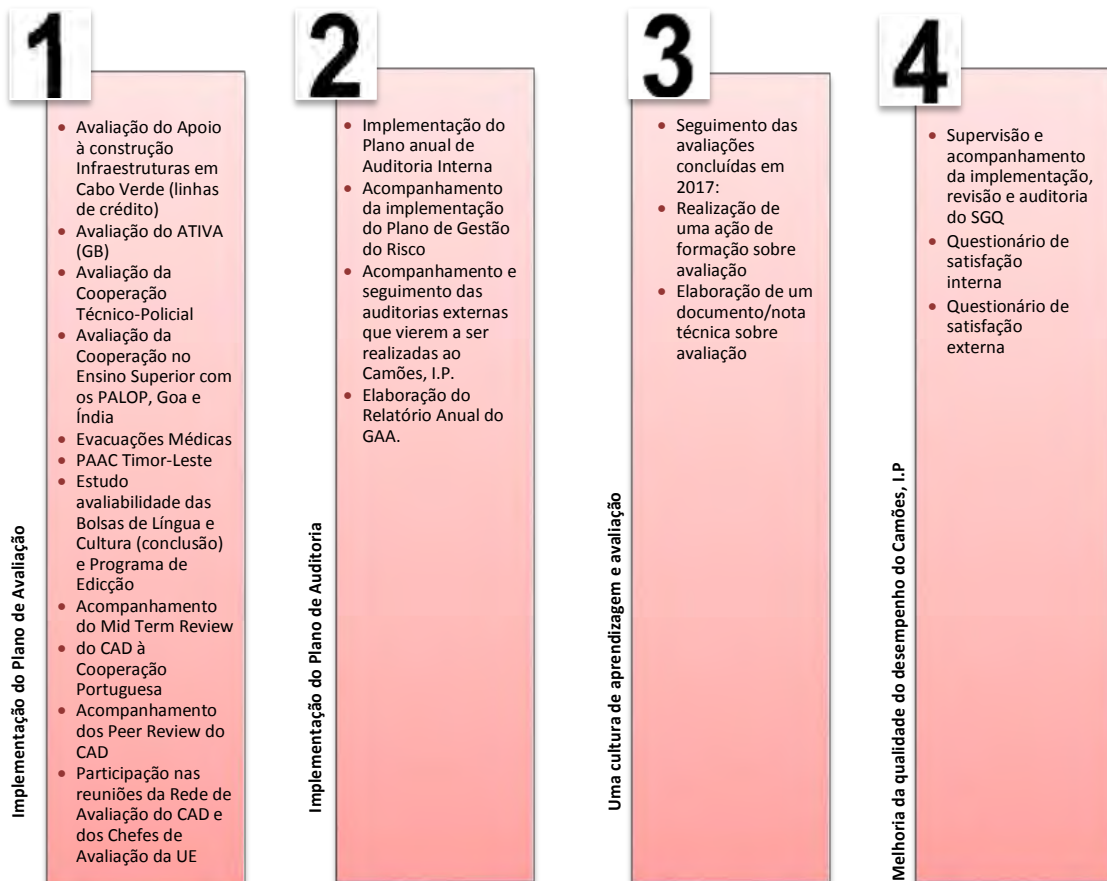 1
Implementação do Plano de Avaliação
• Avaliação do Apoio
à construção
Infraestruturas em
Cabo Verde (linhas
de crédito)
• Avaliação do ATIVA
(GB)
• Avaliação da
Cooperação
Técnico-Policial
• Avaliação da
Cooperação no
Ensino Superior com
os PALOP, Goa e
Índia
• Evacuações Médicas
• PAAC Timor-Leste
• Estudo
avaliabilidade das
Bolsas de Língua e
Cultura (conclusão)
e Programa de
Edicção
• Acompanhamento
do Mid Term Review
• do CAD à
Cooperação
Portuguesa
• Acompanhamento
dos Peer Review do
CAD
• Participação nas
reuniões da Rede de
Avaliação do CAD e
dos Chefes de
Avaliação da UE
2
Implementação do Plano de Auditoria
• Implementação do
Plano anual de
Auditoria Interna
• Acompanhamento
da implementação
do Plano de Gestão
do Risco
• Acompanhamento e
seguimento das
auditorias externas
que vierem a ser
realizadas ao
Camões, I.P.
• Elaboração do
Relatório Anual do
GAA.
3
Uma cultura de aprendizagem e avaliação
• Seguimento das
avaliações
concluídas em
2017:
• Realização de
uma ação de
formação sobre
avaliação
• Elaboração de um
documento/nota
técnica sobre
avaliação
4
Melhoria da qualidade do desempenho do Camões, I.P
• Supervisão e
acompanhamento
da implementação,
revisão e auditoria
do SGQ
• Questionário de
satisfação
interna
• Questionário de
satisfação
externa